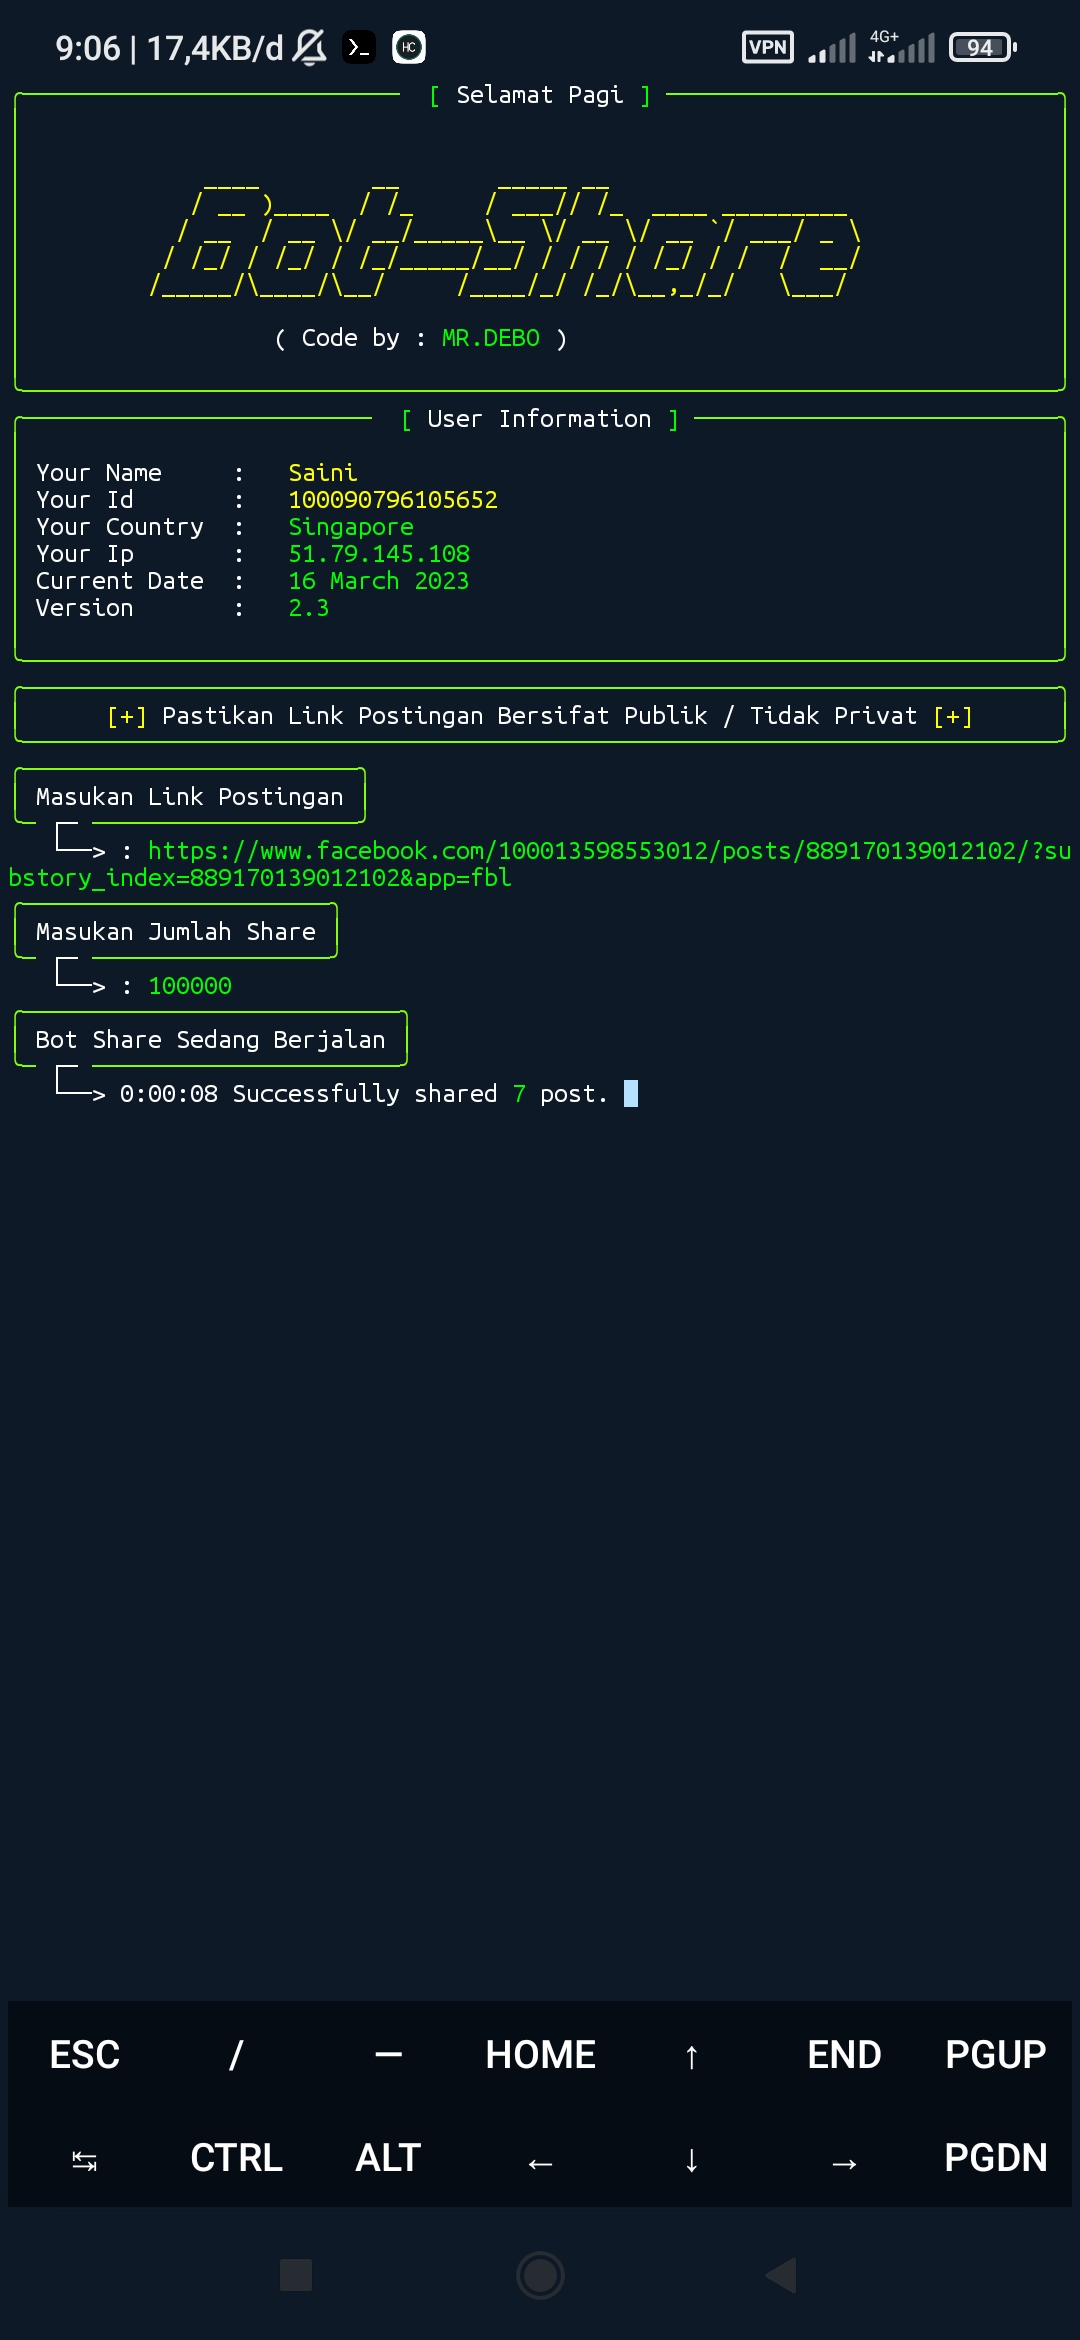 9:06 | 17,4KB/d
VPN 4G+ 94
[ Selamat Pagi ]
Bot-Share
( Code by : MR.DEBO )
[ User Information ]
Your Name : Saini
Your Id : 100090796105652
Your Country : Singapore
Your Ip : 51.79.145.108
Current Date : 16 March 2023
Version : 2.3
[+] Pastikan Link Postingan Bersifat Publik / Tidak Privat [+]
Masukan Link Postingan
> : https://www.facebook.com/100013598553012/posts/889170139012102/?su
bstory_index=889170139012102&app=fbl
Masukan Jumlah Share
> : 100000
Bot Share Sedang Berjalan
> 0:00:08 Successfully shared 7 post.
ESC / — HOME ↑ END PGUP
↹ CTRL ALT ← ↓ → PGDN